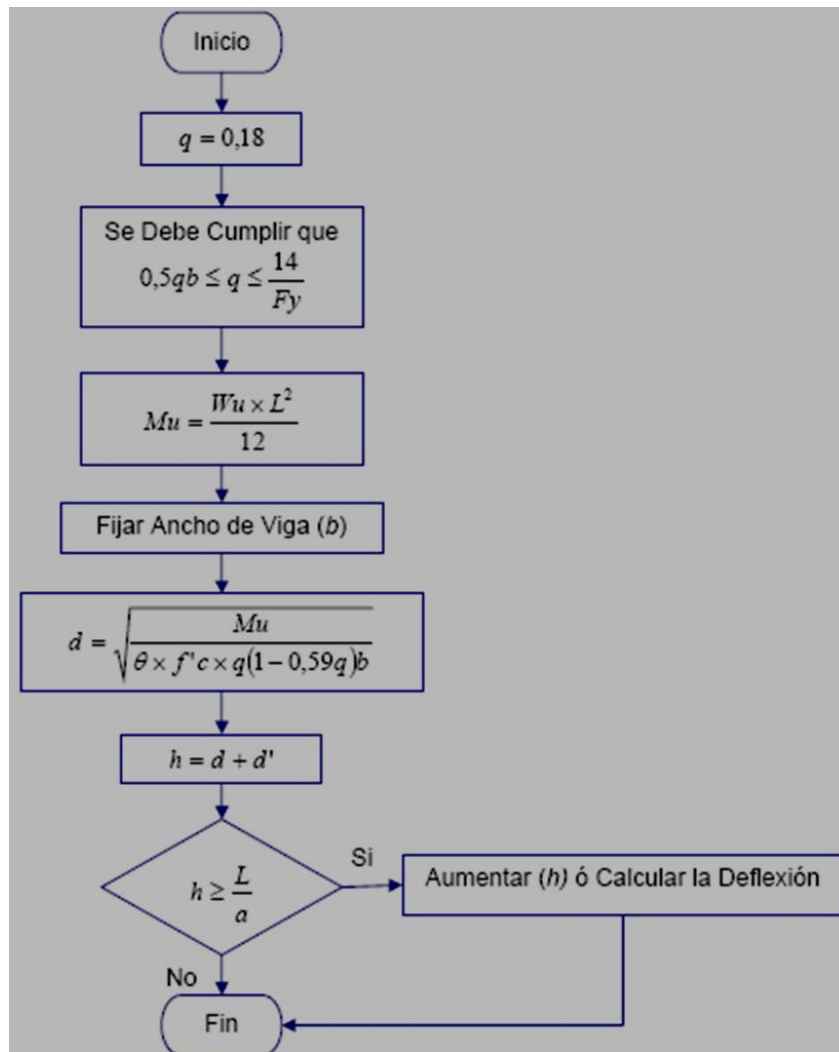 Inicio
q = 0,18
Se Debe Cumplir que
0,5qb ≤ q ≤ 14/Fy
Mu = Wu × L²/12
Fijar Ancho de Viga (b)
d = √(Mu/(θ × f'c × q(1 − 0,59q)b))
h = d + d'
h ≥ L/a
Si
Aumentar (h) ó Calcular la Deflexión
No
Fin